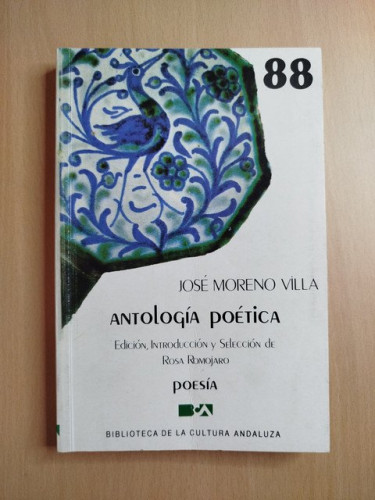 88
José Moreno Villa
Antología poética
Edición, Introducción y Selección de
Rosa Romojaro
poesía
BCA
BIBLIOTECA DE LA CULTURA ANDALUZA